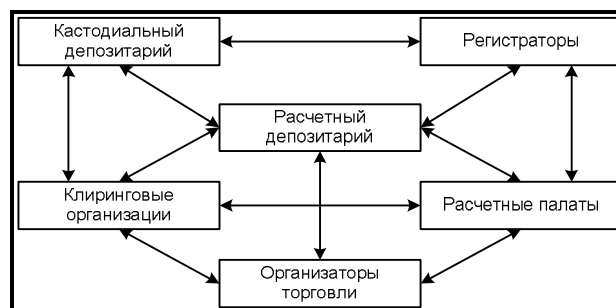 Кастодиальный
депозитарий
Регистраторы
Расчетный
депозитарий
Клиринговые
организации
Расчетные палаты
Организаторы
торговли